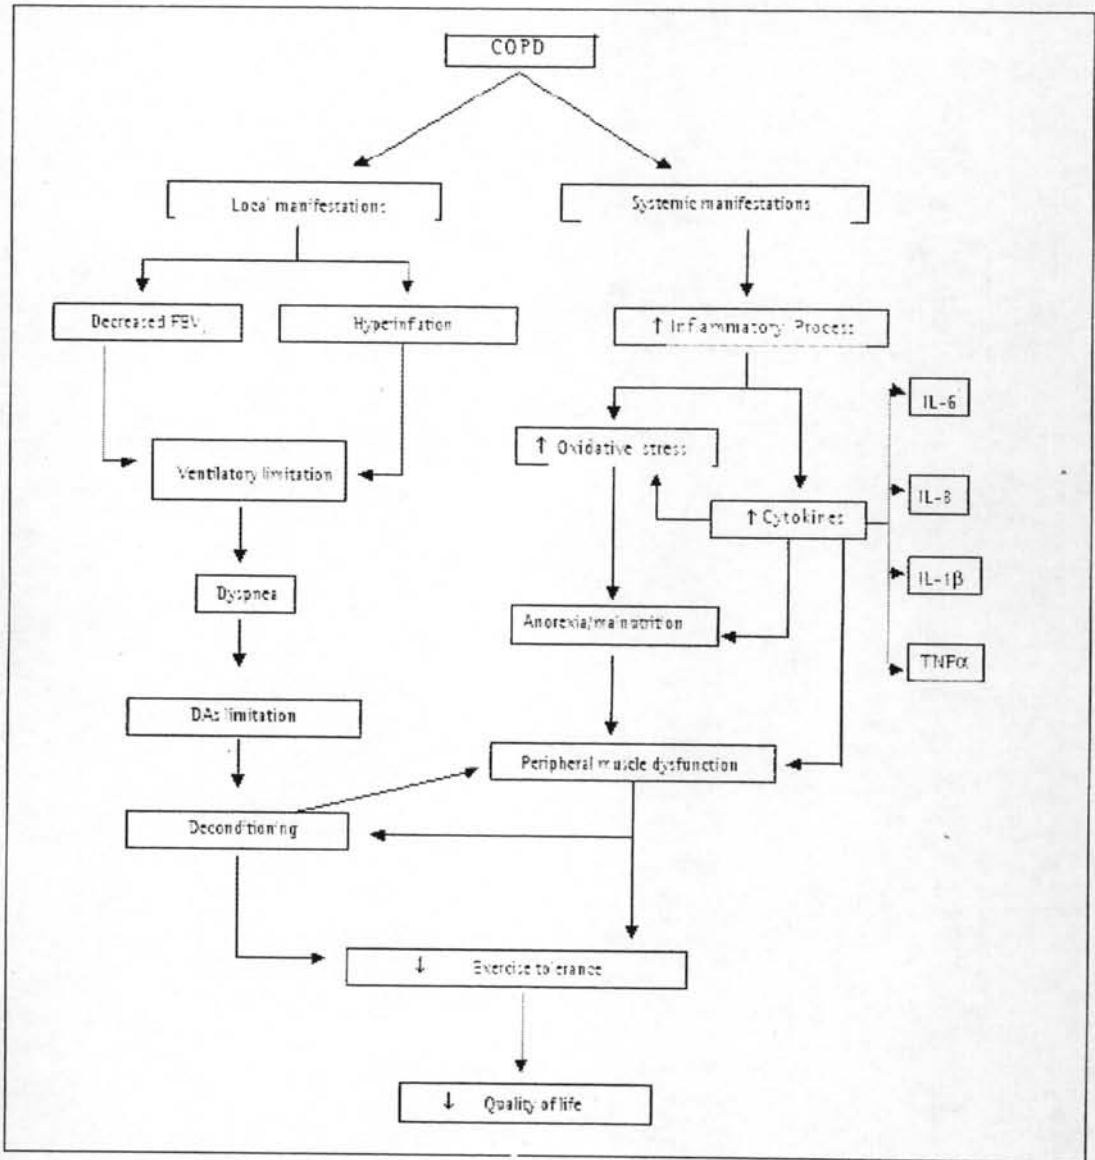 COPD
Local manifestations
Systemic manifestations
Decreased FEV₁
Hyperinflation
↑ Inflammatory Process
IL-6
↑ Oxidative stress
Ventilatory limitation
IL-8
↑ Cytokines
IL-1β
Dyspnea
Anorexia/malnutrition
TNFα
DAs limitation
Peripheral muscle dysfunction
Deconditioning
↓ Exercise tolerance
↓ Quality of life